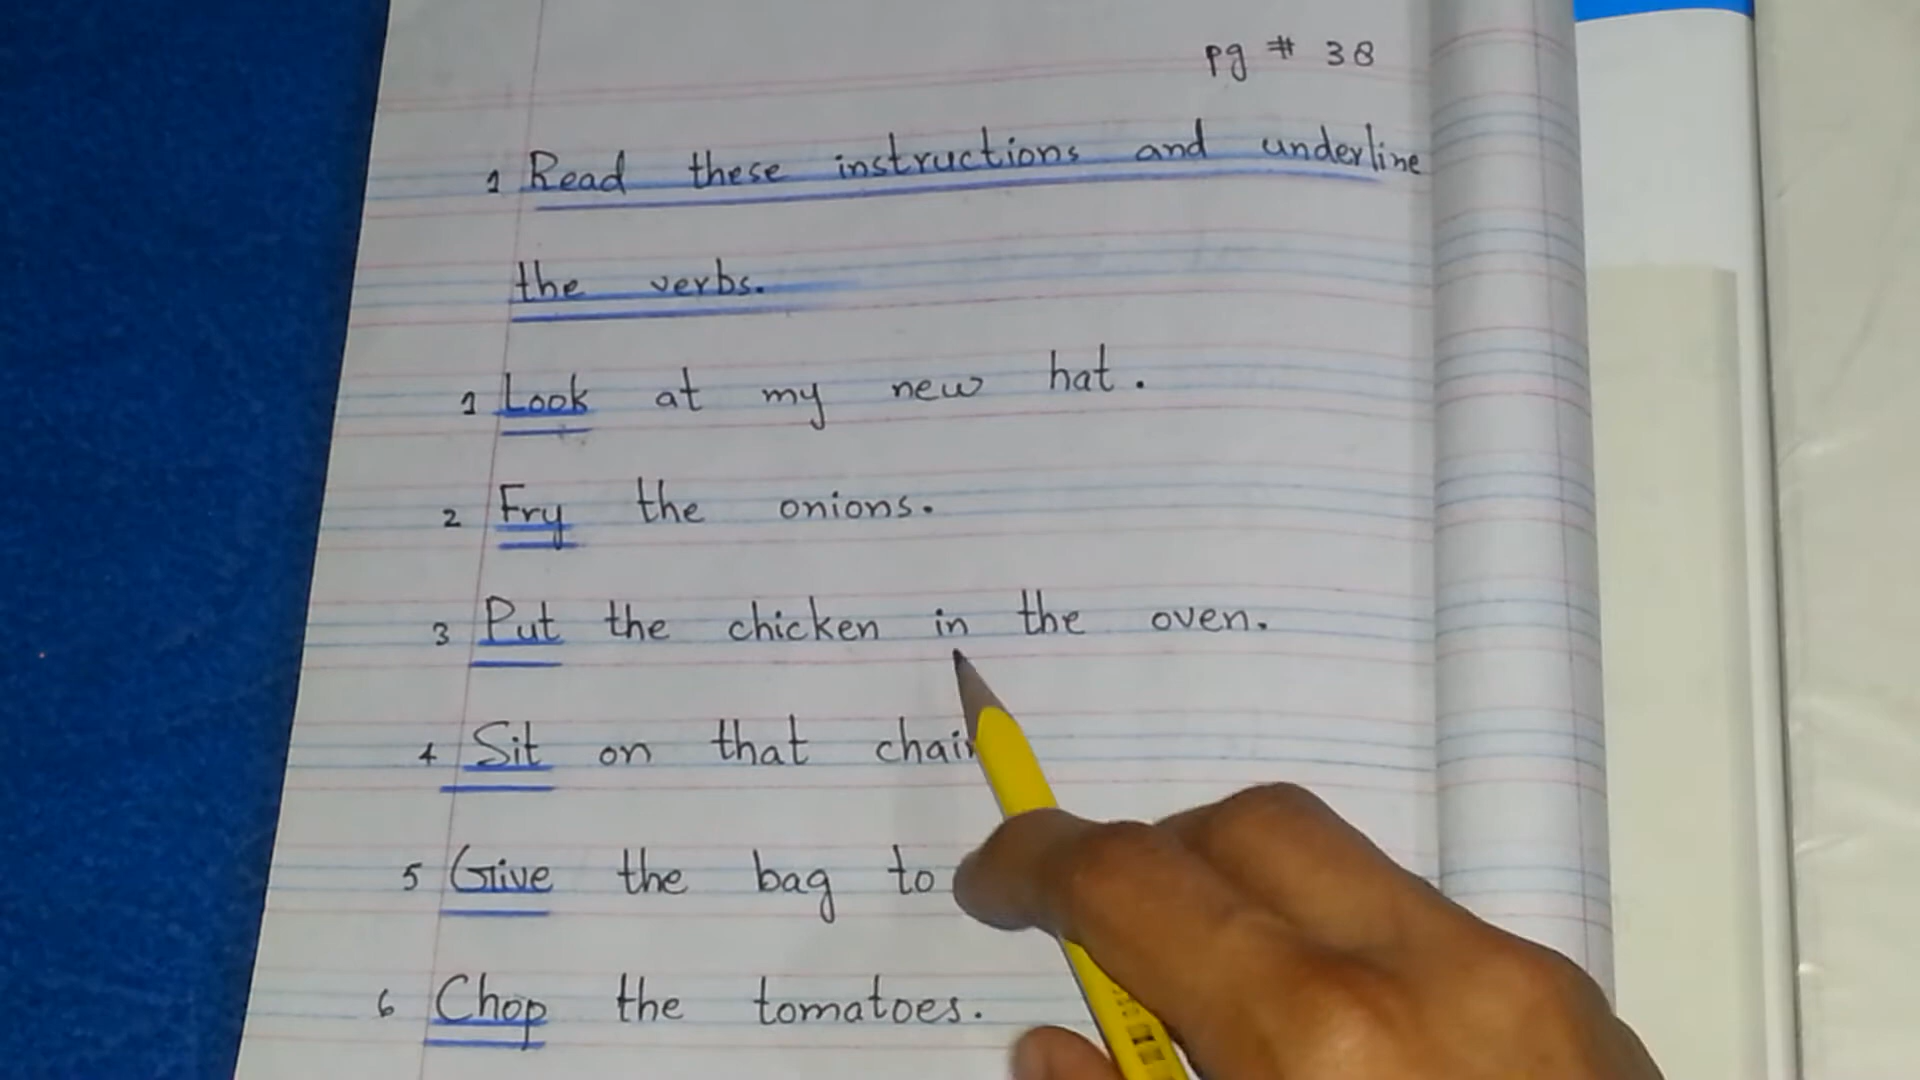 pg # 38
1 Read these instructions and underline
the verbs.
1 Look at my new hat.
2 Fry the onions.
3 Put the chicken in the oven.
4 Sit on that chair
5 Give the bag to
6 Chop the tomatoes.